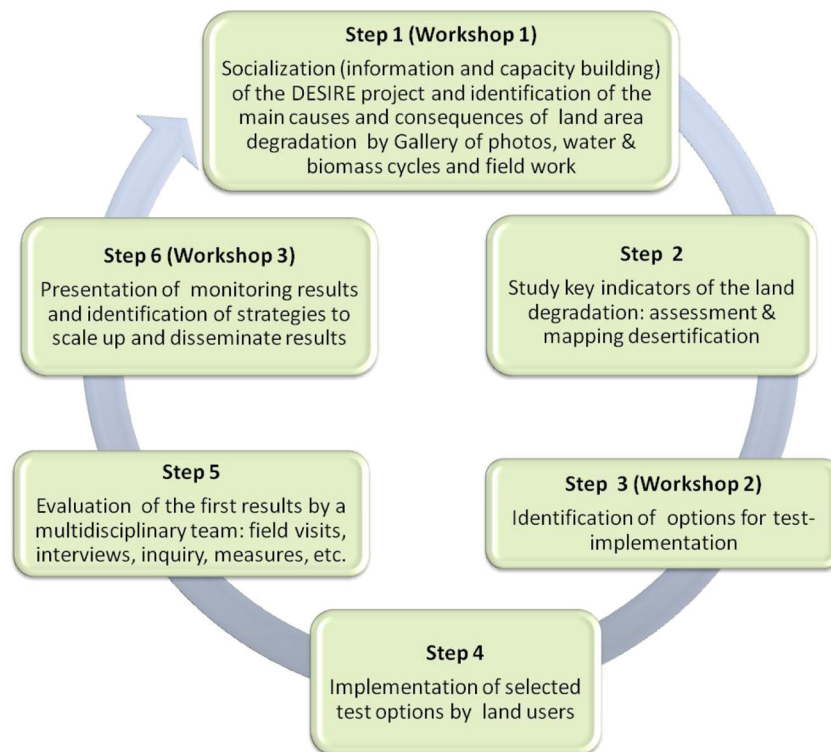 Step 1 (Workshop 1)
Socialization (information and capacity building)
of the DESIRE project and identification of the
main causes and consequences of land area
degradation by Gallery of photos, water &
biomass cycles and field work
Step 2
Study key indicators of the land
degradation: assessment &
mapping desertification
Step 3 (Workshop 2)
Identification of options for test-
implementation
Step 4
Implementation of selected
test options by land users
Step 5
Evaluation of the first results by a
multidisciplinary team: field visits,
interviews, inquiry, measures, etc.
Step 6 (Workshop 3)
Presentation of monitoring results
and identification of strategies to
scale up and disseminate results